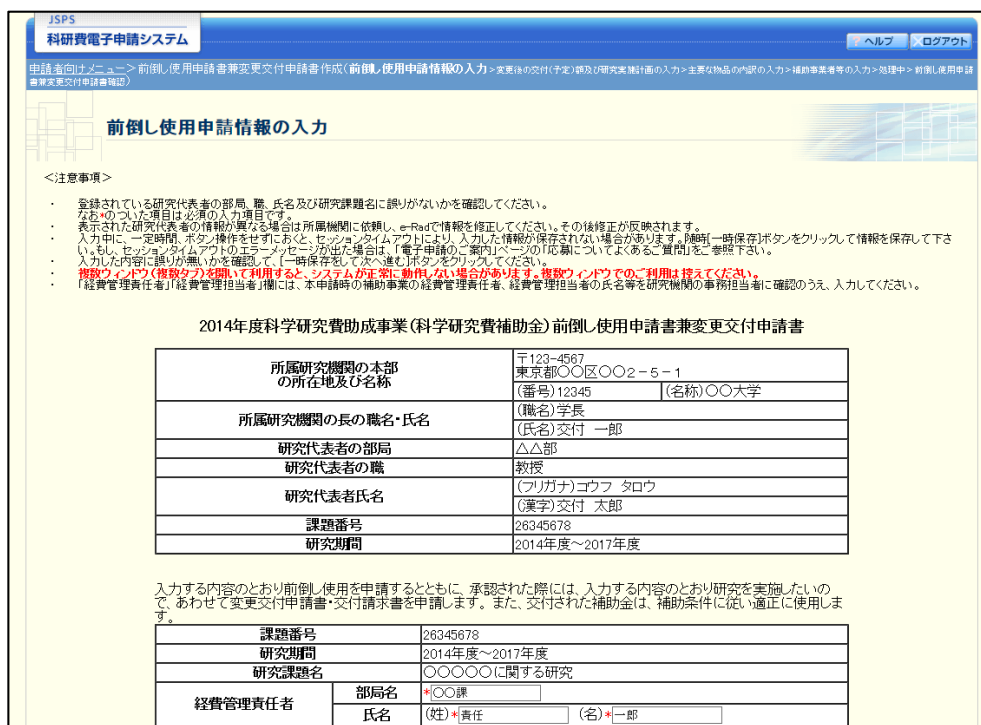 JSPS
科研費電子申請システム
ヘルプ ログアウト
申請者向けメニュー>前倒し使用申請書兼変更交付申請書作成(前倒し使用申請情報の入力>変更後の交付(予定)額及び研究実施計画の入力>主要な物品の内訳の入力>補助事業者等の入力>処理中>前倒し使用申請
書兼変更交付申請書確認)
前倒し使用申請情報の入力
<注意事項>
・ 登録されている研究代表者の部局、職、氏名及び研究課題名に誤りがないかを確認してください。
なお*のついた項目は必須の入力項目です。
・ 表示された研究代表者の情報が異なる場合は所属機関に依頼し、e-Radで情報を修正してください。その後修正が反映されます。
・ 入力中に、一定時間、ボタン操作をせずにおくと、セッションタイムアウトにより、入力した情報が保存されない場合があります。随時[一時保存]ボタンをクリックして情報を保存して下さ
い。もし、セッションタイムアウトのエラーメッセージが出た場合は、「電子申請のご案内」ページの「応募についてよくあるご質問」をご参照下さい。
・ 入力した内容に誤りが無いかを確認して、[一時保存をして次へ進む]ボタンをクリックしてください。
・ 複数ウィンドウ(複数タブ)を開いて利用すると、システムが正常に動作しない場合があります。複数ウィンドウでのご利用は控えてください。
・ 「経費管理責任者」「経費管理担当者」欄には、本申請時の補助事業の経費管理責任者、経費管理担当者の氏名等を研究機関の事務担当者に確認のうえ、入力してください。
2014年度科学研究費助成事業(科学研究費補助金)前倒し使用申請書兼変更交付申請書
所属研究機関の本部
の所在地及び名称
〒123-4567
東京都〇〇区〇〇2-5-1
(番号)12345 (名称)〇〇大学
所属研究機関の長の職名・氏名
(職名)学長
(氏名)交付 一郎
研究代表者の部局 △△部
研究代表者の職 教授
研究代表者氏名
(フリガナ)コウフ タロウ
(漢字)交付 太郎
課題番号 26345678
研究期間 2014年度～2017年度
入力する内容のとおり前倒し使用を申請するとともに、承認された際には、入力する内容のとおり研究を実施したいの
で、あわせて変更交付申請書・交付請求書を申請します。また、交付された補助金は、補助条件に従い適正に使用しま
す。
課題番号 26345678
研究期間 2014年度～2017年度
研究課題名 〇〇〇〇〇に関する研究
経費管理責任者
部局名 *〇〇課
氏名 (姓)*責任 (名)*一郎